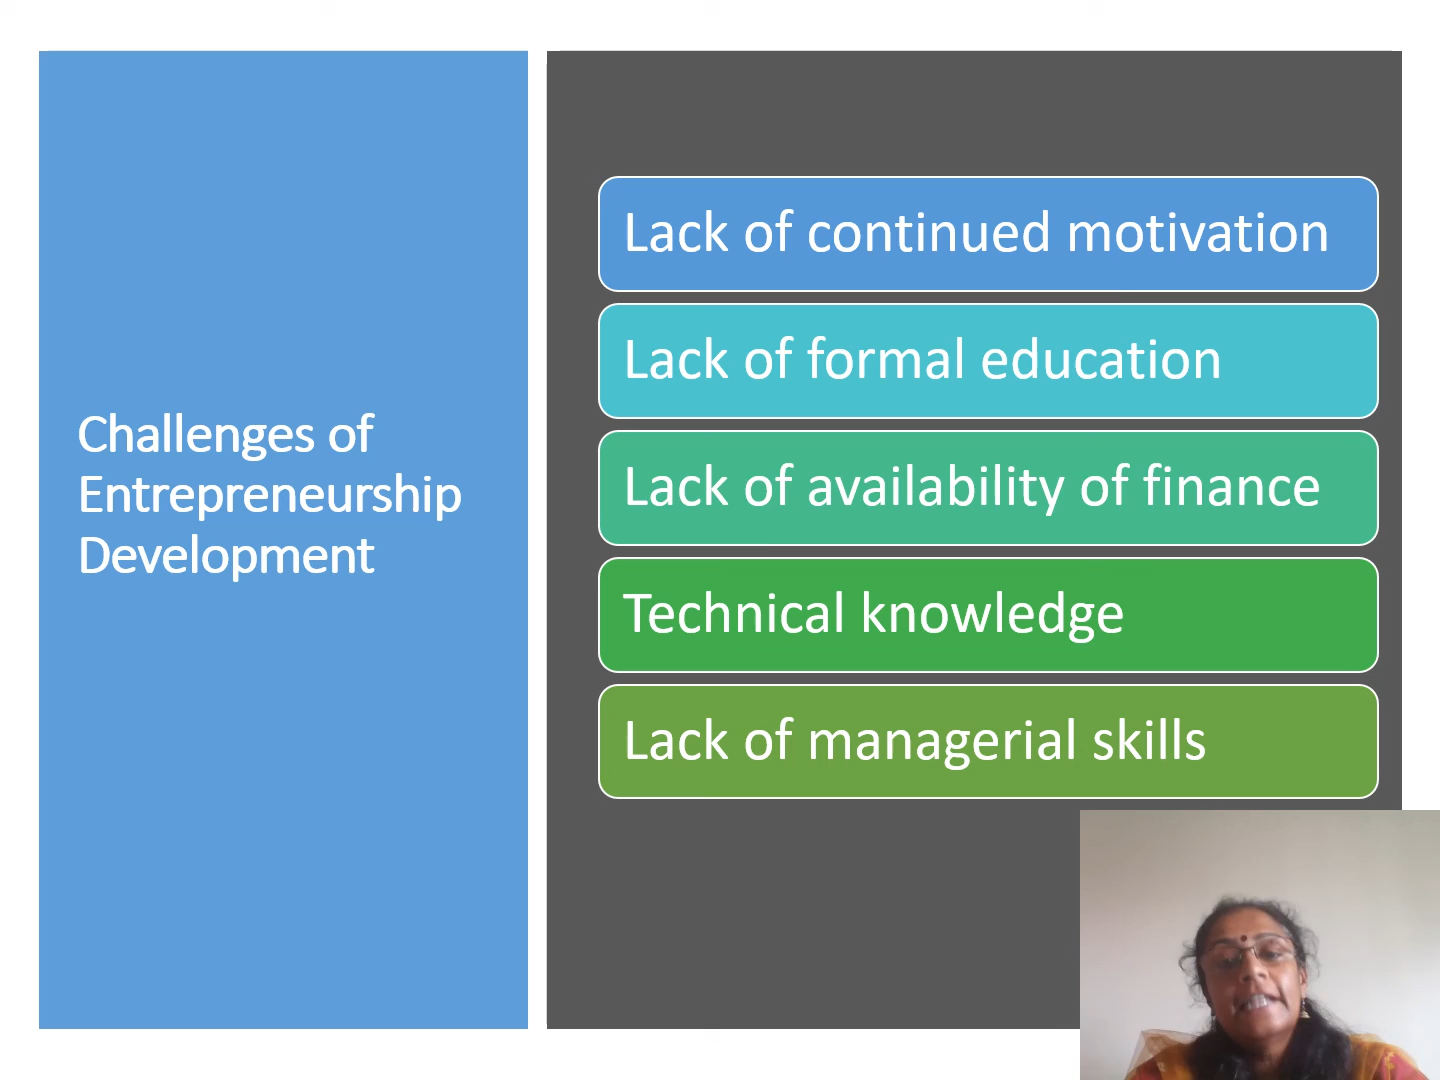 Challenges of
Entrepreneurship
Development
Lack of continued motivation
Lack of formal education
Lack of availability of finance
Technical knowledge
Lack of managerial skills